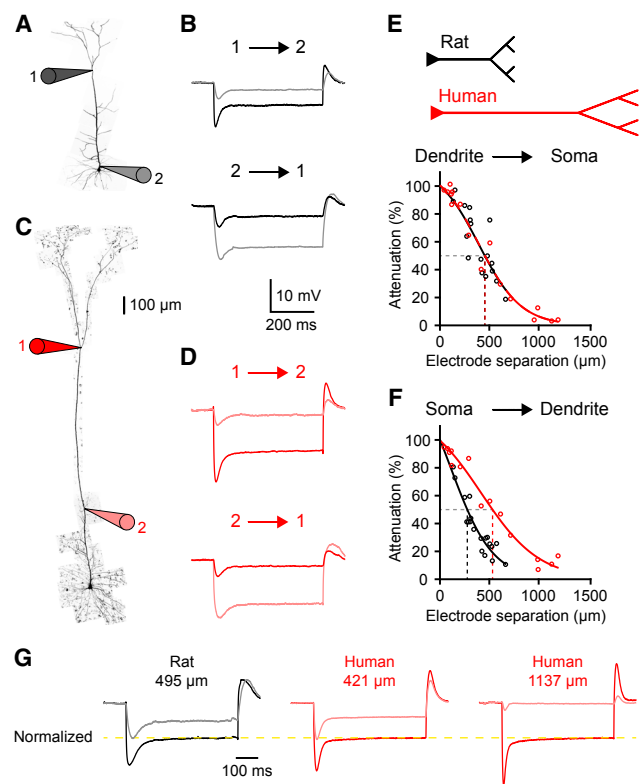 A
1
2
B
1 → 2
2 → 1
10 mV
200 ms
C
100 µm
1
2
D
1 → 2
2 → 1
E
Rat
Human
Dendrite → Soma
Attenuation (%)
100
80
60
40
20
0
0 500 1000 1500
Electrode separation (µm)
F
Soma → Dendrite
Attenuation (%)
100
80
60
40
20
0
0 500 1000 1500
Electrode separation (µm)
G
Rat
495 µm
Human
421 µm
Human
1137 µm
Normalized
100 ms